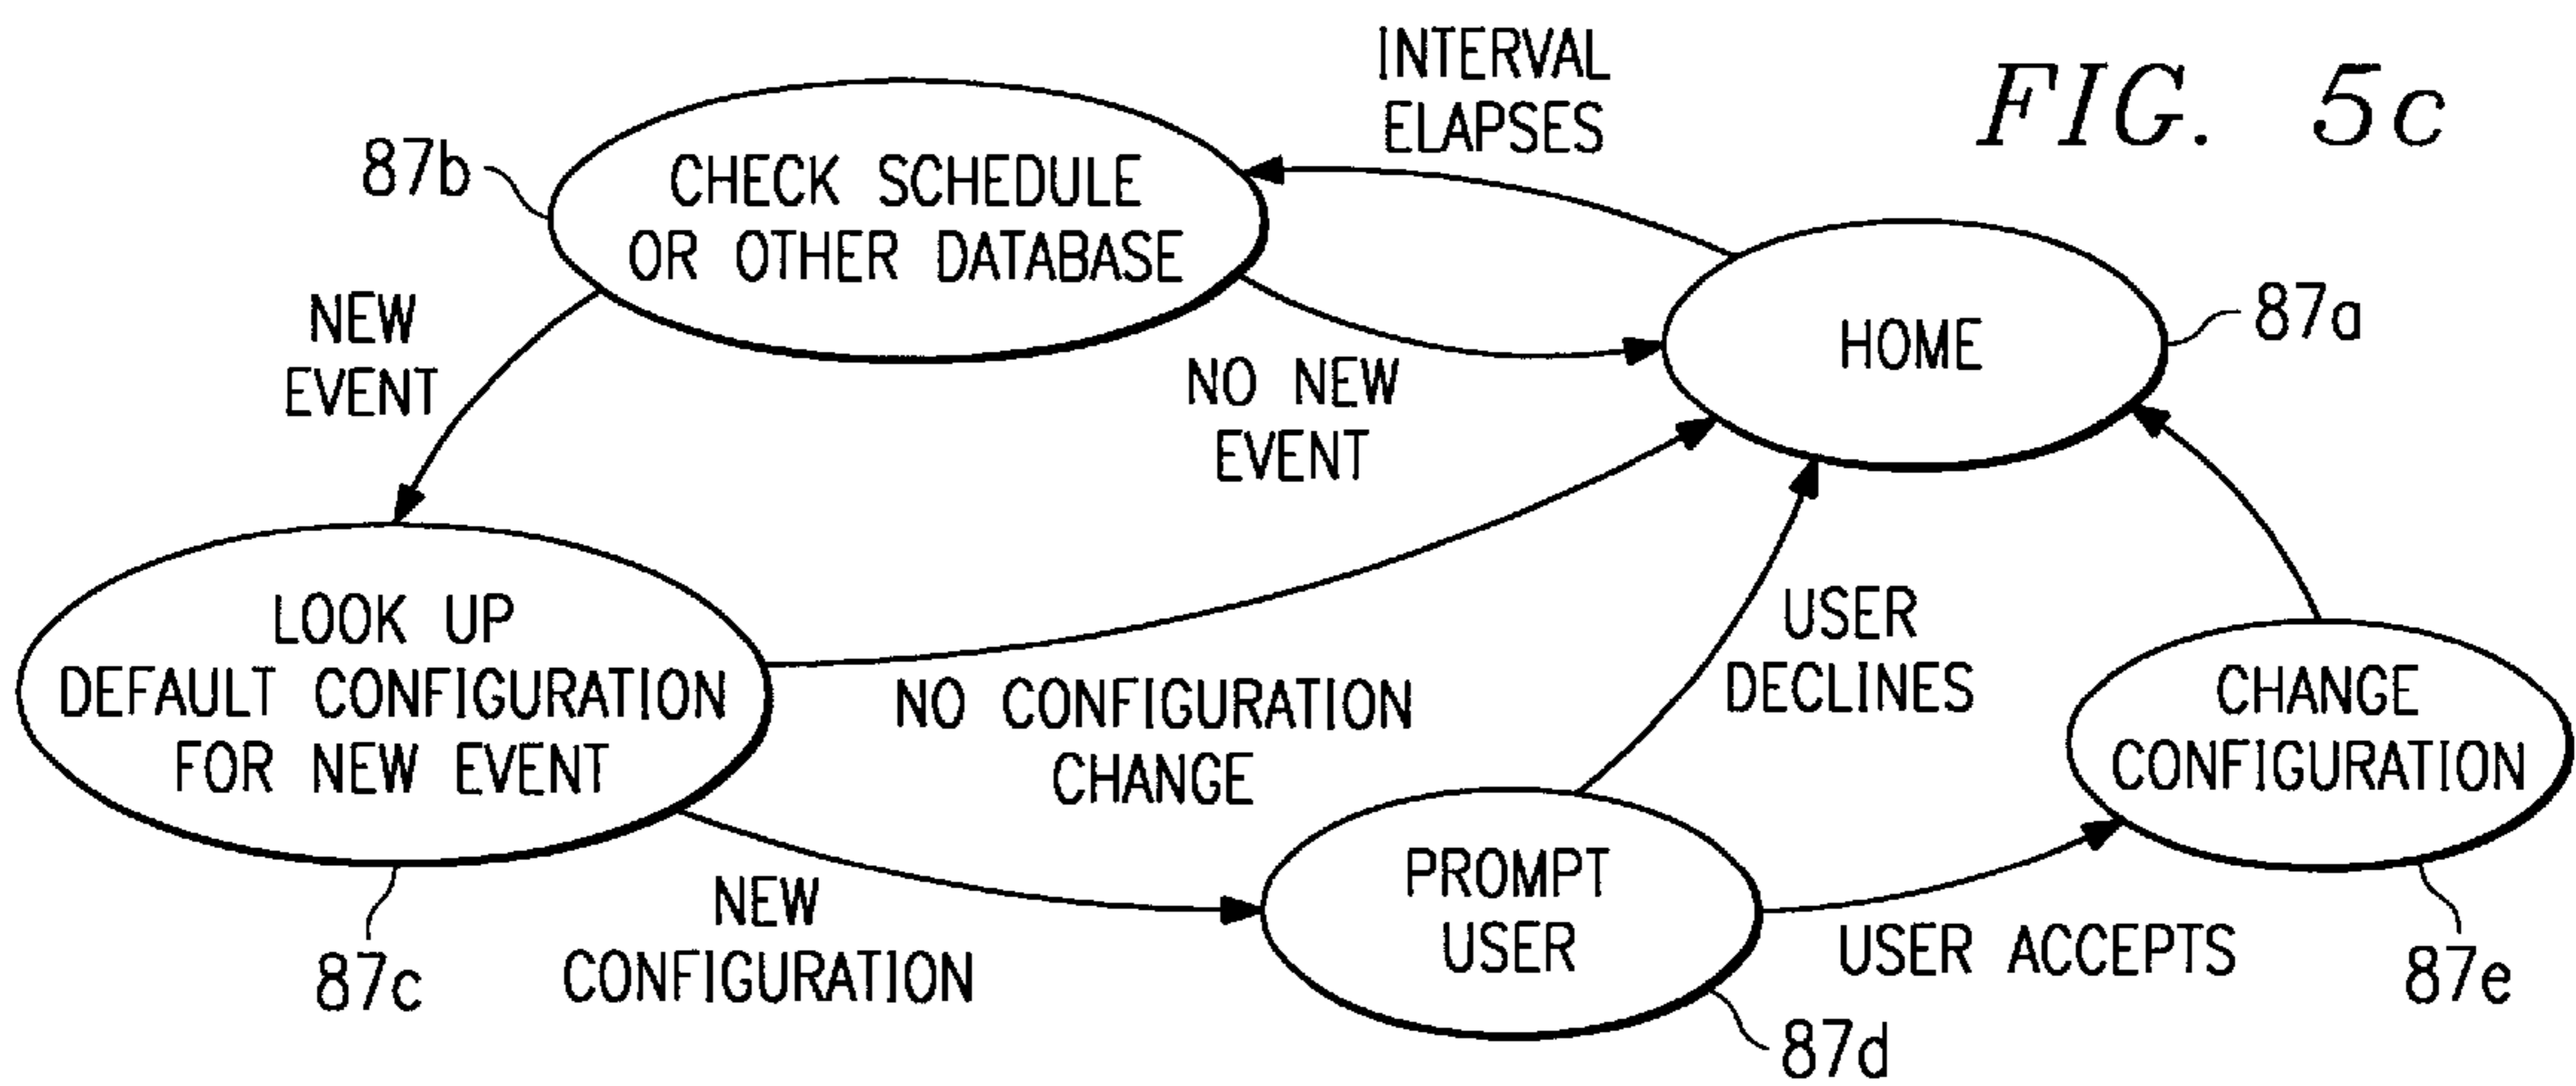 INTERVAL
ELAPSES
FIG. 5c
87b
CHECK SCHEDULE
OR OTHER DATABASE
HOME
87a
NEW
EVENT
NO NEW
EVENT
LOOK UP
DEFAULT CONFIGURATION
FOR NEW EVENT
87c
NO CONFIGURATION
CHANGE
USER
DECLINES
CHANGE
CONFIGURATION
87e
NEW
CONFIGURATION
PROMPT
USER
87d
USER ACCEPTS